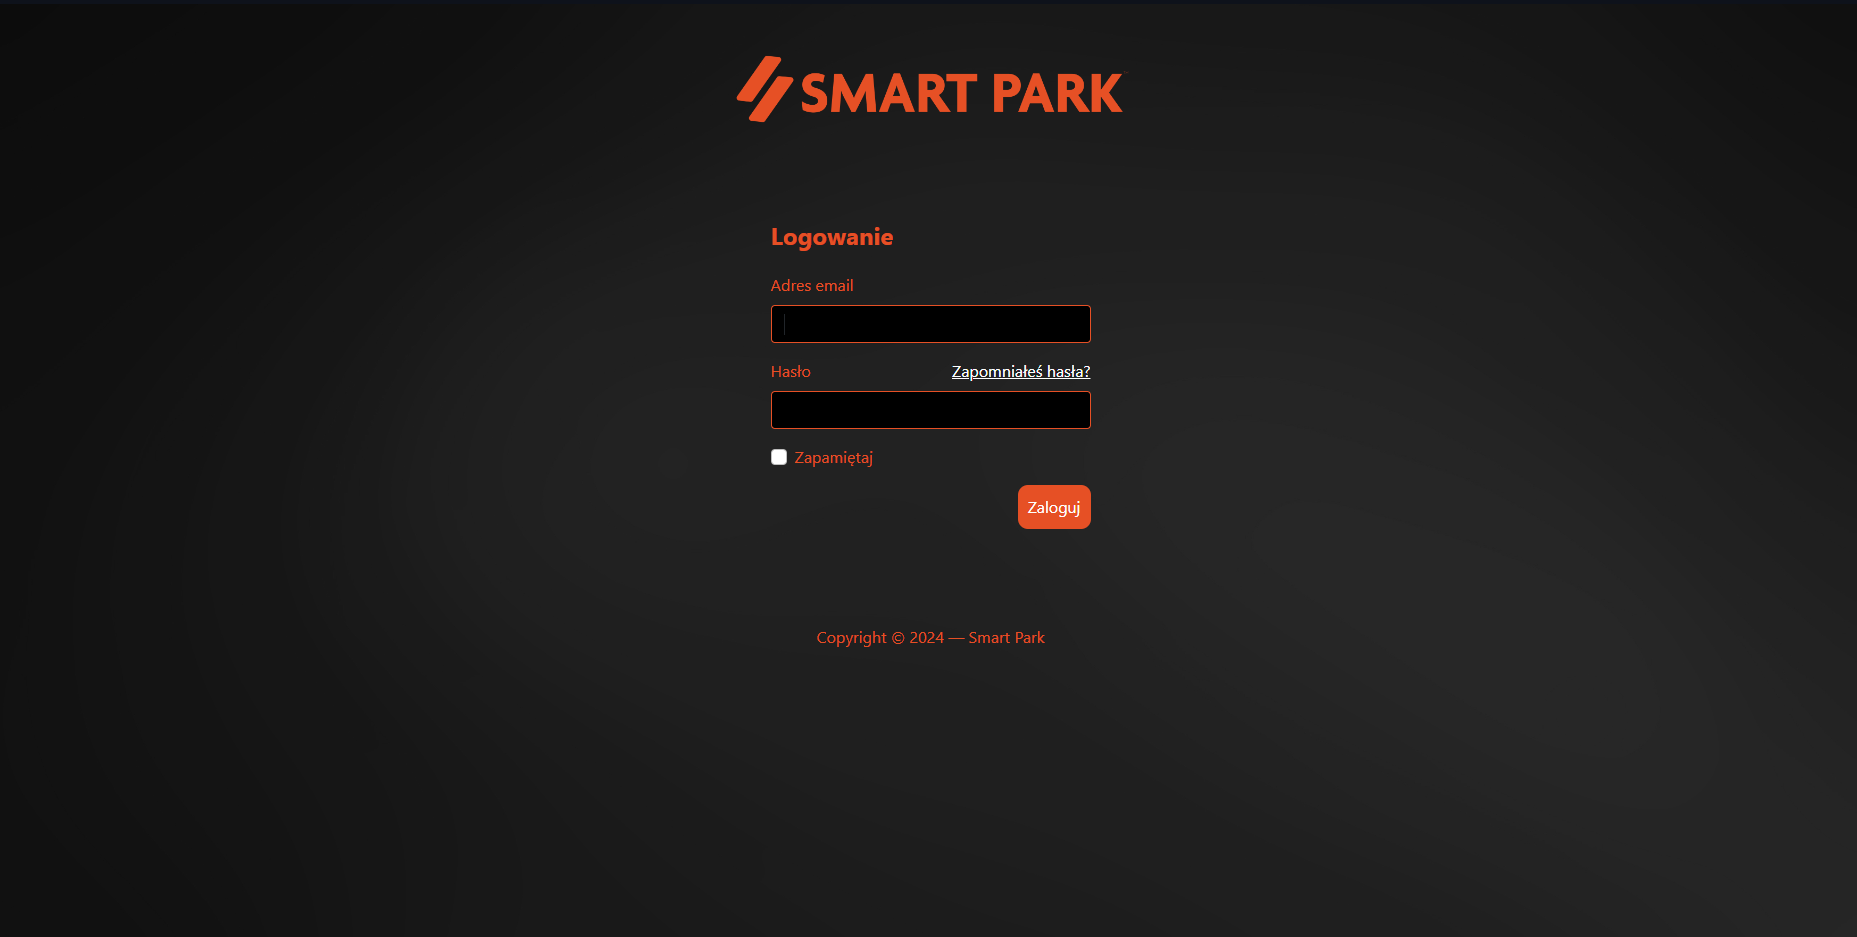 SMART PARK
Logowanie
Adres email
Hasło
Zapomniałeś hasła?
Zapamiętaj
Zaloguj
Copyright © 2024 — Smart Park